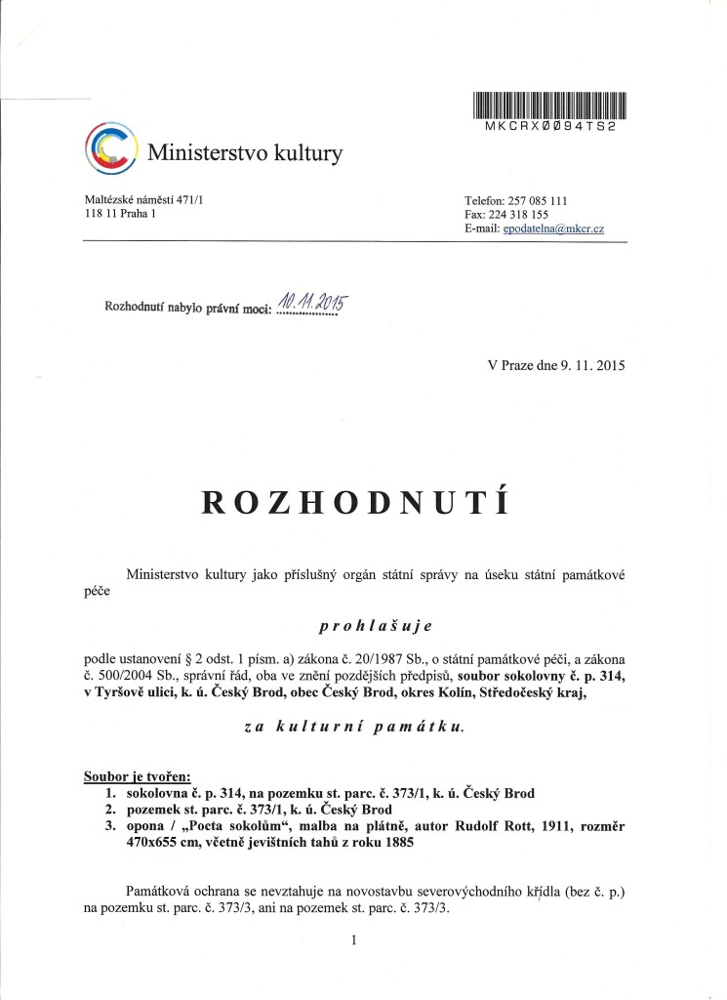 MKCRX0094TS2
Ministerstvo kultury
Maltézské náměstí 471/1
118 11 Praha 1
Telefon: 257 085 111
Fax: 224 318 155
E-mail: epodatelna@mkcr.cz
Rozhodnutí nabylo právní moci: 10.11.2015
V Praze dne 9. 11. 2015
ROZHODNUTÍ
Ministerstvo kultury jako příslušný orgán státní správy na úseku státní památkové
péče
prohlašuje
podle ustanovení § 2 odst. 1 písm. a) zákona č. 20/1987 Sb., o státní památkové péči, a zákona
č. 500/2004 Sb., správní řád, oba ve znění pozdějších předpisů, soubor sokolovny č. p. 314,
v Tyršově ulici, k. ú. Český Brod, obec Český Brod, okres Kolín, Středočeský kraj,
za kulturní památku.
Soubor je tvořen:
1. sokolovna č. p. 314, na pozemku st. parc. č. 373/1, k. ú. Český Brod
2. pozemek st. parc. č. 373/1, k. ú. Český Brod
3. opona / „Pocta sokolům“, malba na plátně, autor Rudolf Rott, 1911, rozměr
470x655 cm, včetně jevištních tahů z roku 1885
Památková ochrana se nevztahuje na novostavbu severovýchodního křídla (bez č. p.)
na pozemku st. parc. č. 373/3, ani na pozemek st. parc. č. 373/3.
1